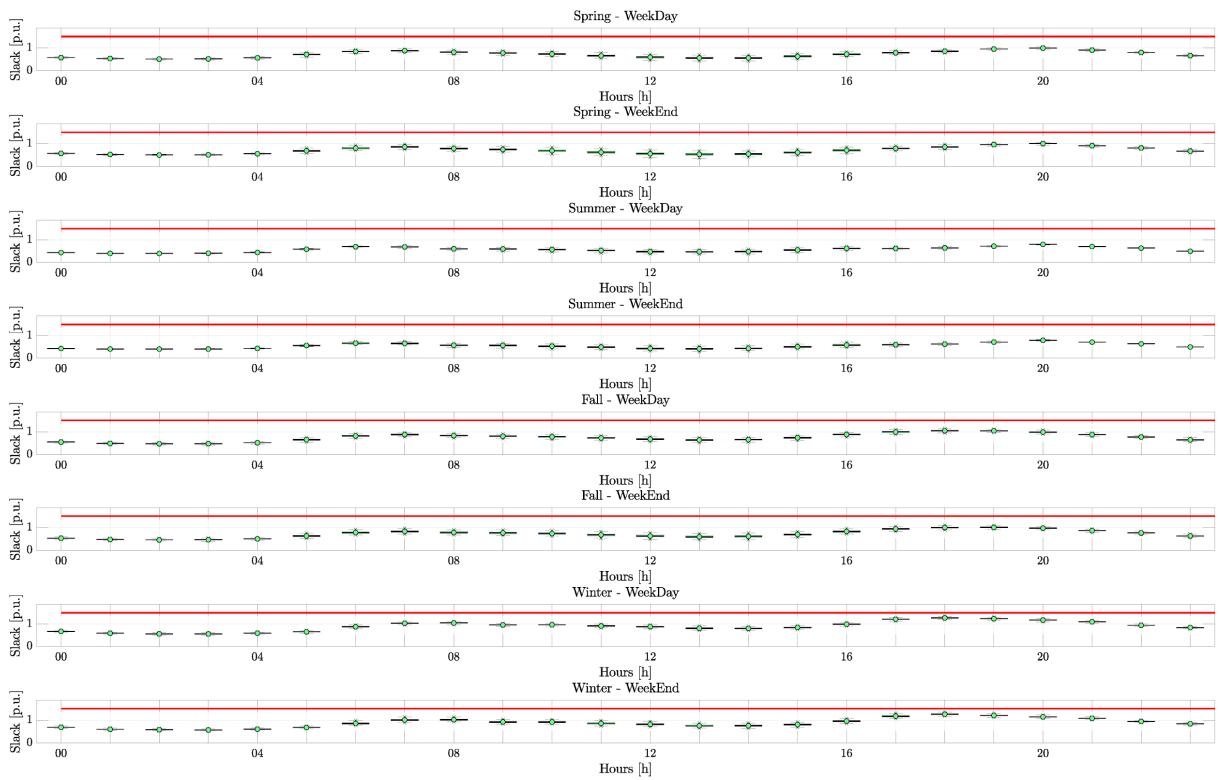 Spring - WeekDay
Slack [p.u.]
1
0
00 04 08 12 16 20
Hours [h]
Spring - WeekEnd
Slack [p.u.]
1
0
00 04 08 12 16 20
Hours [h]
Summer - WeekDay
Slack [p.u.]
1
0
00 04 08 12 16 20
Hours [h]
Summer - WeekEnd
Slack [p.u.]
1
0
00 04 08 12 16 20
Hours [h]
Fall - WeekDay
Slack [p.u.]
1
0
00 04 08 12 16 20
Hours [h]
Fall - WeekEnd
Slack [p.u.]
1
0
00 04 08 12 16 20
Hours [h]
Winter - WeekDay
Slack [p.u.]
1
0
00 04 08 12 16 20
Hours [h]
Winter - WeekEnd
Slack [p.u.]
1
0
00 04 08 12 16 20
Hours [h]